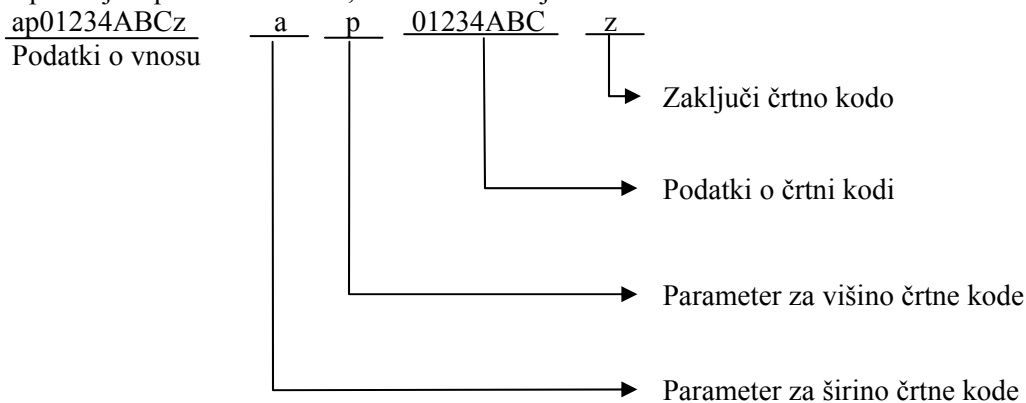 ap01234ABCz a p 01234ABC z
Podatki o vnosu
Zaključi črtno kodo
Podatki o črtni kodi
Parameter za višino črtne kode
Parameter za širino črtne kode